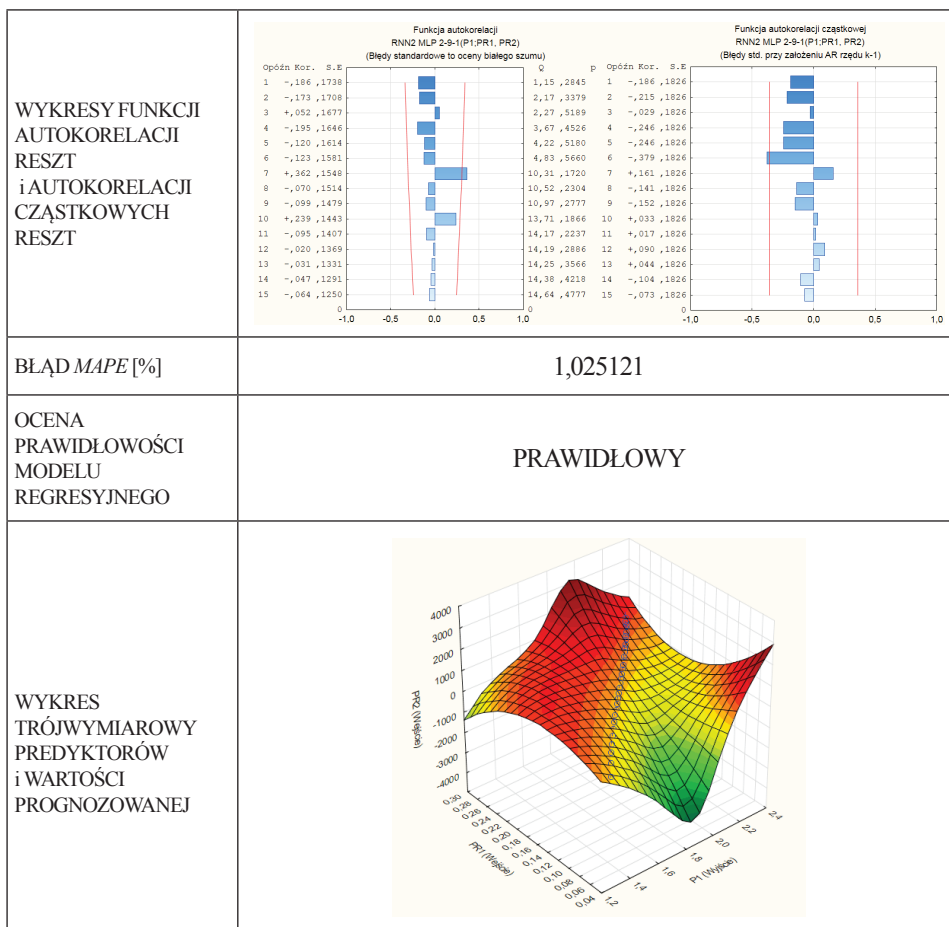 WYKRESY FUNKCJI
AUTOKORELACJI
RESZT
i AUTOKORELACJI
CZĄSTKOWYCH
RESZT
Funkcja autokorelacji
RNN2 MLP 2-9-1(P1;PR1, PR2)
(Błędy standardowe to oceny białego szumu)
Opóźn Kor. S.E Q p
1 -,186 ,1738 1,15 ,2845
2 -,173 ,1708 2,17 ,3379
3 +,052 ,1677 2,27 ,5189
4 -,195 ,1646 3,67 ,4526
5 -,120 ,1614 4,22 ,5180
6 -,123 ,1581 4,83 ,5660
7 +,362 ,1548 10,31 ,1720
8 -,070 ,1514 10,52 ,2304
9 -,099 ,1479 10,97 ,2777
10 +,239 ,1443 13,71 ,1866
11 -,095 ,1407 14,17 ,2237
12 -,020 ,1369 14,19 ,2886
13 -,031 ,1331 14,25 ,3566
14 -,047 ,1291 14,38 ,4218
15 -,064 ,1250 14,64 ,4777
0 0
-1,0 -0,5 0,0 0,5 1,0
Funkcja autokorelacji cząstkowej
RNN2 MLP 2-9-1(P1;PR1, PR2)
(Błędy std. przy założeniu AR rzędu k-1)
Opóźn Kor. S.E
1 -,186 ,1826
2 -,215 ,1826
3 -,029 ,1826
4 -,246 ,1826
5 -,246 ,1826
6 -,379 ,1826
7 +,161 ,1826
8 -,141 ,1826
9 -,152 ,1826
10 +,033 ,1826
11 +,017 ,1826
12 +,090 ,1826
13 +,044 ,1826
14 -,104 ,1826
15 -,073 ,1826
0
-1,0 -0,5 0,0 0,5 1,0
BŁĄD MAPE [%]
1,025121
OCENA
PRAWIDŁOWOŚCI
MODELU
REGRESYJNEGO
PRAWIDŁOWY
WYKRES
TRÓJWYMIAROWY
PREDYKTORÓW
i WARTOŚCI
PROGNOZOWANEJ
4000
3000
2000
1000
0
-1000
-2000
-3000
-4000
PR2 (Wejście)
0,30
0,28
0,26
0,24
0,22
0,20
0,18
0,16
0,14
0,12
0,10
0,08
0,06
0,04
PR1 (Wejście)
1,2
1,4
1,6
1,8
2,0
2,2
2,4
P1 (Wyjście)